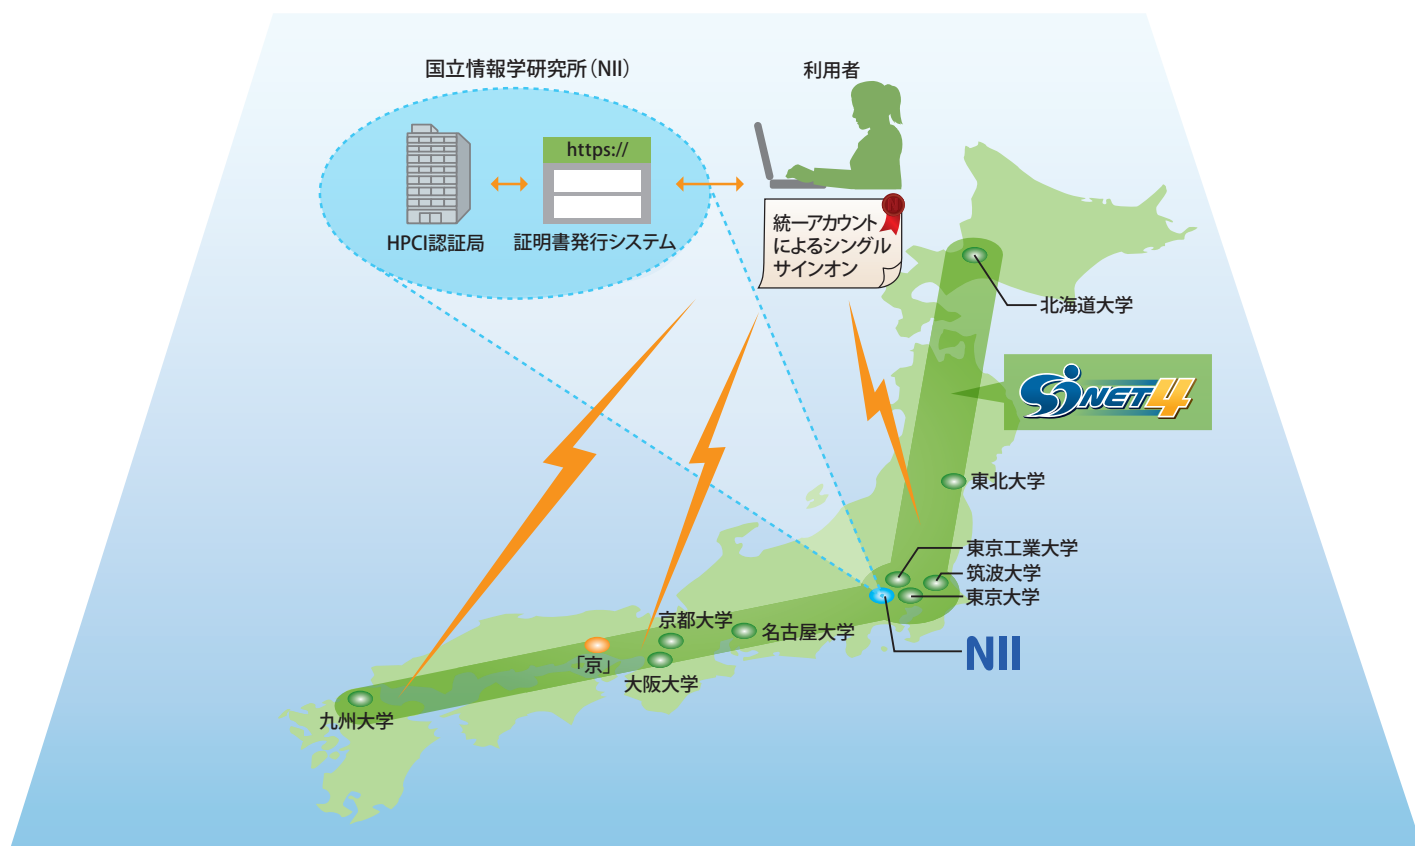 国立情報学研究所（NII）
利用者
https://
HPCI認証局
証明書発行システム
統一アカウント
によるシングル
サインオン
北海道大学
SINET4
東北大学
東京工業大学
筑波大学
東京大学
京都大学
名古屋大学
NII
「京」
大阪大学
九州大学